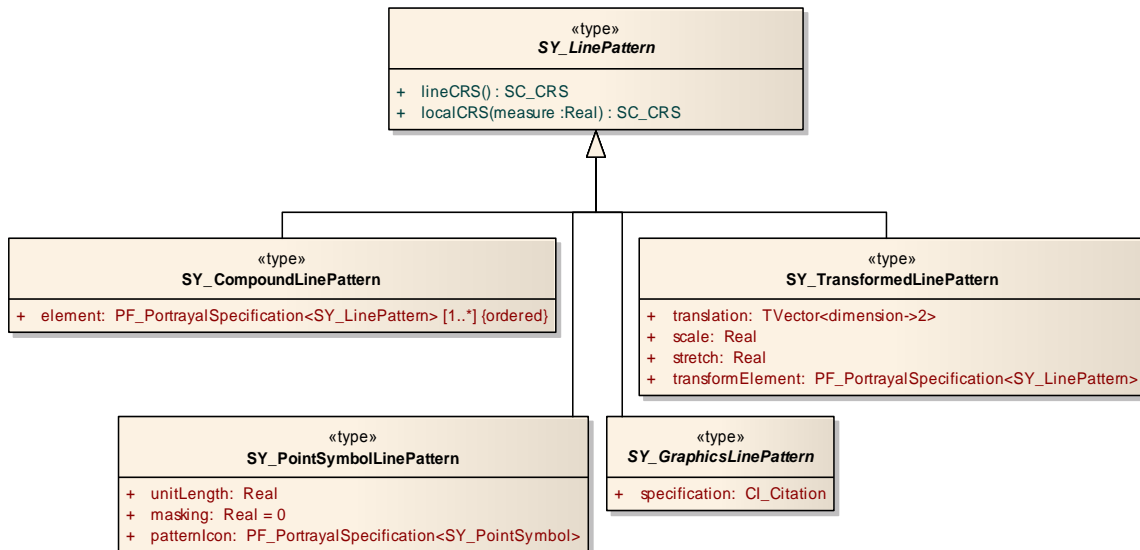 «type»
SY_LinePattern
+ lineCRS() : SC_CRS
+ localCRS(measure :Real) : SC_CRS
«type»
SY_CompoundLinePattern
+ element: PF_PortrayalSpecification<SY_LinePattern> [1..*] {ordered}
«type»
SY_TransformedLinePattern
+ translation: TVector<dimension->2>
+ scale: Real
+ stretch: Real
+ transformElement: PF_PortrayalSpecification<SY_LinePattern>
«type»
SY_PointSymbolLinePattern
+ unitLength: Real
+ masking: Real = 0
+ patternIcon: PF_PortrayalSpecification<SY_PointSymbol>
«type»
SY_GraphicsLinePattern
+ specification: CI_Citation